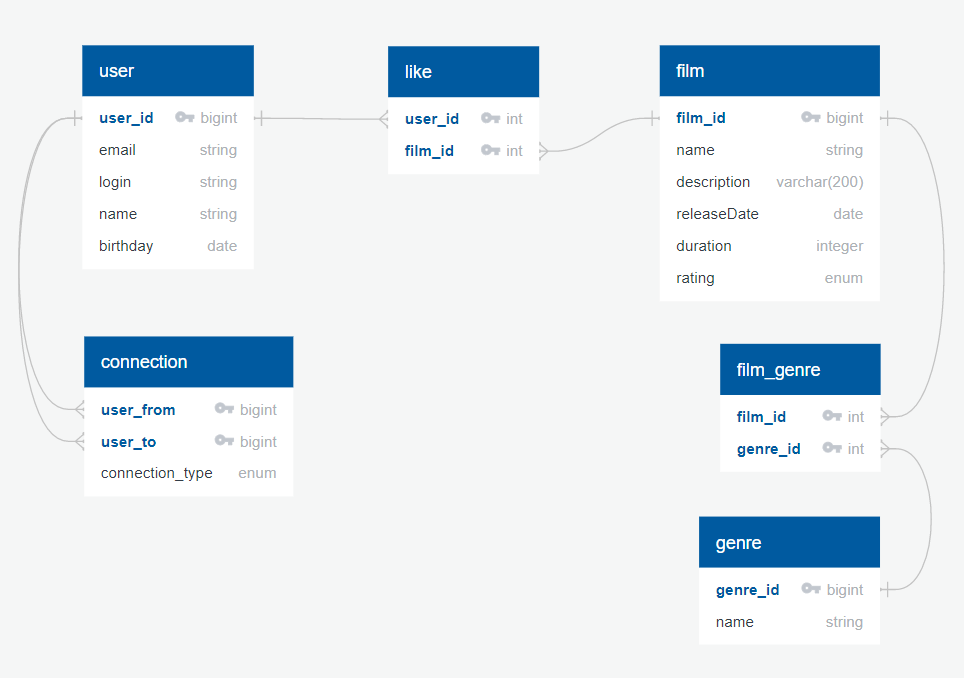 user
user_id bigint
email string
login string
name string
birthday date
like
user_id int
film_id int
film
film_id bigint
name string
description varchar(200)
releaseDate date
duration integer
rating enum
connection
user_from bigint
user_to bigint
connection_type enum
film_genre
film_id int
genre_id int
genre
genre_id bigint
name string